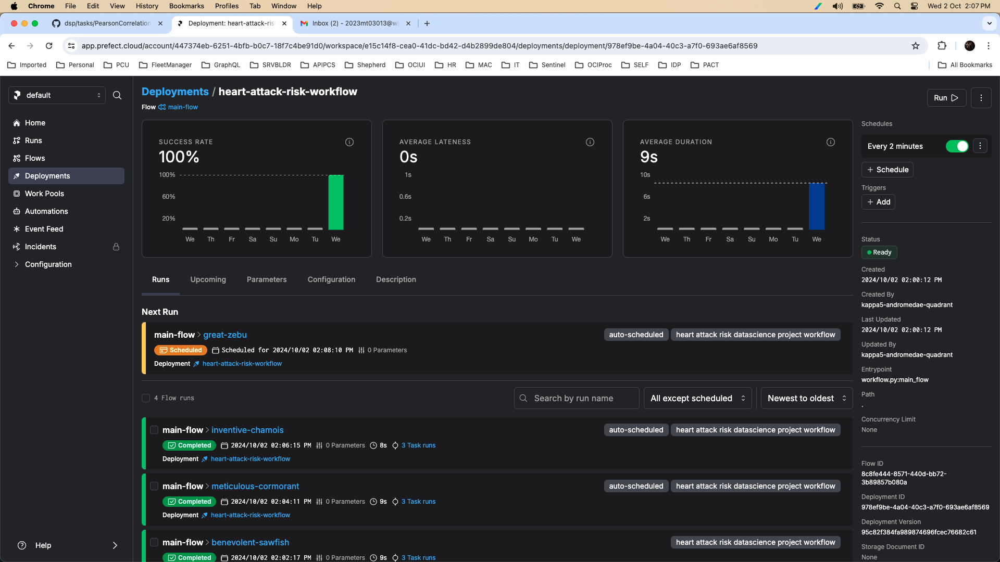 Chrome File Edit View History Bookmarks Profiles Tab Window Help Wed 2 Oct 2:07 PM
dsp/tasks/PearsonCorrelation Deployment: heart-attack-ris Inbox (2) - 2023mt03013@wi
app.prefect.cloud/account/447374eb-6251-4bfb-b0c7-18f7c4be91d0/workspace/e15c14f8-cea0-41dc-bd42-d4b2899de804/deployments/deployment/978ef9be-4a04-40c3-a7f0-693ae6af8569
Imported Personal PCU FleetManager GraphQL SRVBLDR APIPCS Shepherd OCIUI HR MAC IT Sentinel OCIProc SELF IDP PACT All Bookmarks
default
Home
Runs
Flows
Deployments
Work Pools
Automations
Event Feed
Incidents
Configuration
Help
Deployments / heart-attack-risk-workflow
Flow main-flow
Run
SUCCESS RATE
100%
100%
60%
20%
We Th Fr Sa Su Mo Tu We
AVERAGE LATENESS
0s
1s
0.6s
0.2s
We Th Fr Sa Su Mo Tu We
AVERAGE DURATION
9s
10s
6s
2s
We Th Fr Sa Su Mo Tu We
Runs Upcoming Parameters Configuration Description
Next Run
main-flow > great-zebu auto-scheduled heart attack risk datascience project workflow
Scheduled Scheduled for 2024/10/02 02:08:10 PM 0 Parameters
Deployment heart-attack-risk-workflow
4 Flow runs Search by run name All except scheduled Newest to oldest
main-flow > inventive-chamois auto-scheduled heart attack risk datascience project workflow
Completed 2024/10/02 02:06:15 PM 0 Parameters 8s 3 Task runs
Deployment heart-attack-risk-workflow
main-flow > meticulous-cormorant auto-scheduled heart attack risk datascience project workflow
Completed 2024/10/02 02:04:11 PM 0 Parameters 9s 3 Task runs
Deployment heart-attack-risk-workflow
main-flow > benevolent-sawfish heart attack risk datascience project workflow
Completed 2024/10/02 02:02:17 PM 0 Parameters 9s 3 Task runs
Schedules
Every 2 minutes
+ Schedule
Triggers
+ Add
Status
Ready
Created
2024/10/02 02:00:12 PM
Created By
kappa5-andromedae-quadrant
Last Updated
2024/10/02 02:00:12 PM
Updated By
kappa5-andromedae-quadrant
Entrypoint
workflow.py:main_flow
Path
.
Concurrency Limit
None
Flow ID
8c8fe444-8571-440d-bb72-
3b89857b080a
Deployment ID
978ef9be-4a04-40c3-a7f0-693ae6af8569
Deployment Version
95c82f384fa989874696fcec76682c61
Storage Document ID
None